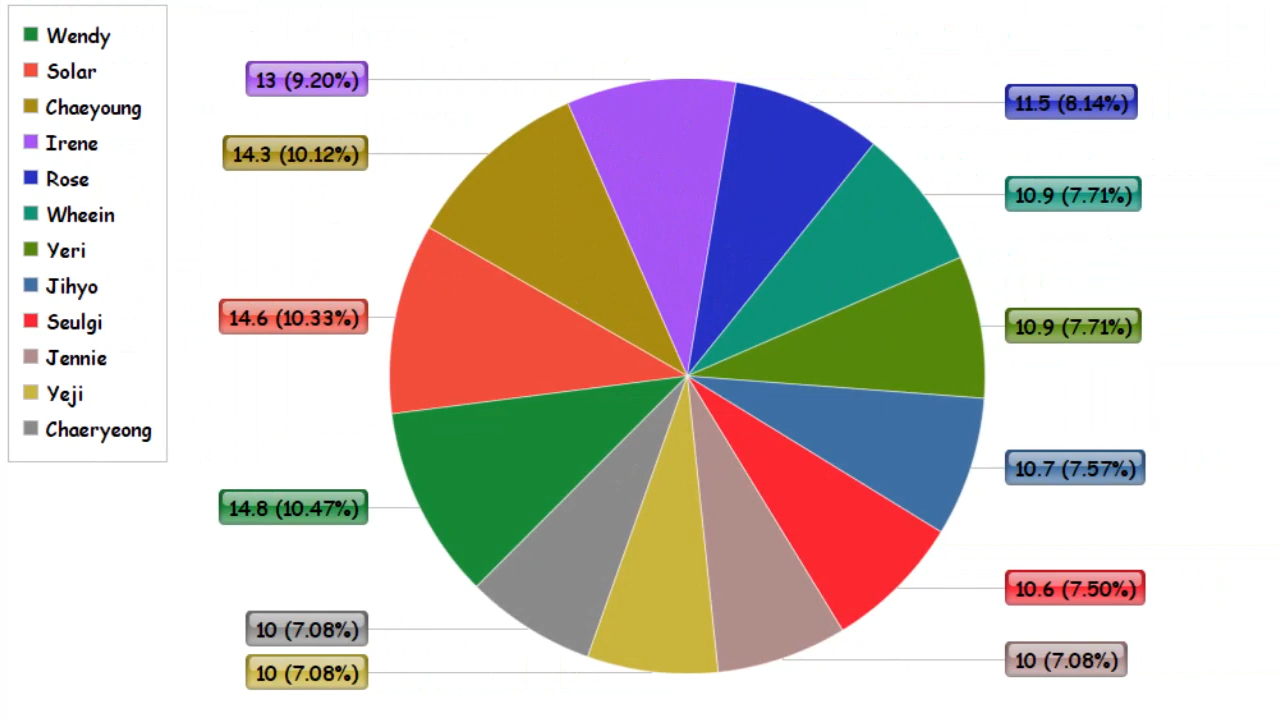 Wendy
Solar
Chaeyoung
Irene
Rose
Wheein
Yeri
Jihyo
Seulgi
Jennie
Yeji
Chaeryeong
13 (9.20%)
14.3 (10.12%)
14.6 (10.33%)
14.8 (10.47%)
10 (7.08%)
10 (7.08%)
11.5 (8.14%)
10.9 (7.71%)
10.9 (7.71%)
10.7 (7.57%)
10.6 (7.50%)
10 (7.08%)